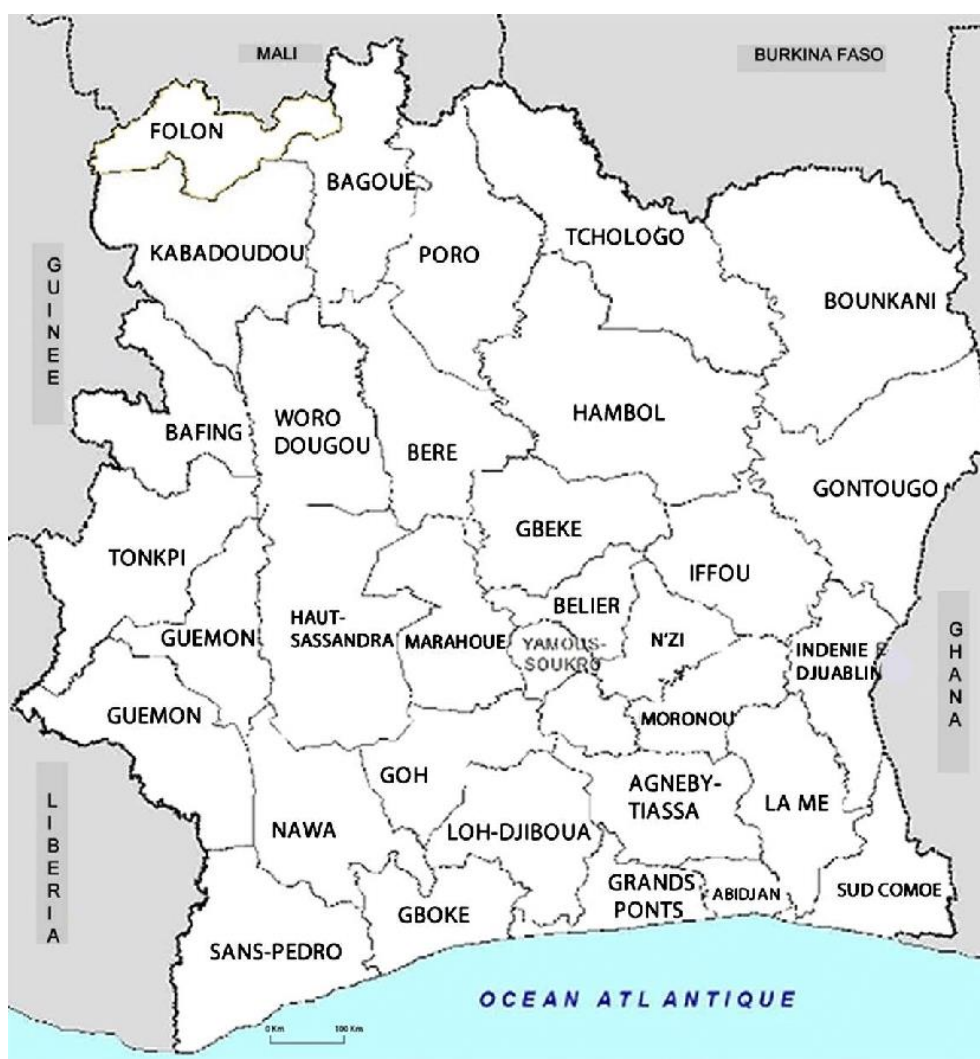 MALI
BURKINA FASO
FOLON
BAGOUE
KABADOUDOU
PORO
TCHOLOGO
BOUNKANI
GUINEE
BAFING
WORO
DOUGOU
BERE
HAMBOL
GONTOUGO
TONKPI
GBEKE
IFFOU
BELIER
HAUT-
SASSANDRA
GUEMON
MARAHOUE
YAMOUS-
SOUKRO
N'ZI
INDENIE E
DJUABLIN
GHANA
GUEMON
MORONOU
GOH
AGNEBY-
TIASSA
LA ME
NAWA
LOH-DJIBOUA
LIBERIA
GRANDS
PONTS
ABIDJAN
SUD COMOE
GBOKE
SANS-PEDRO
OCEAN ATLANTIQUE
0 Km 100 Km